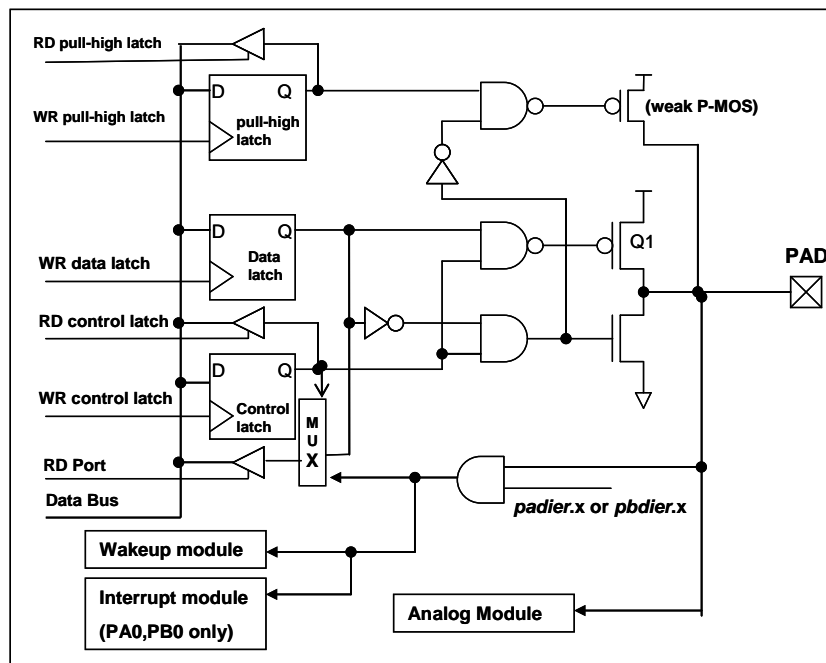 RD pull-high latch
D Q
(weak P-MOS)
WR pull-high latch
pull-high
latch
D Q
Q1
Data
latch
WR data latch
PAD
RD control latch
D Q
WR control latch
Control
latch
M
U
X
RD Port
Data Bus
padier.x or pbdier.x
Wakeup module
Interrupt module
(PA0,PB0 only)
Analog Module